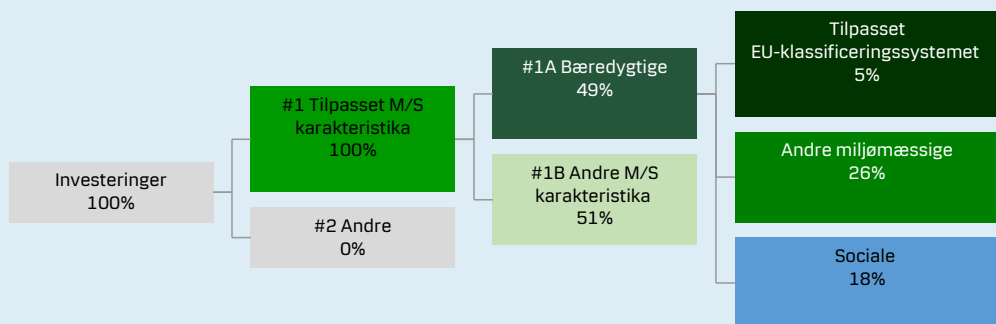 Investeringer
100%
#1 Tilpasset M/S
karakteristika
100%
#2 Andre
0%
#1A Bæredygtige
49%
#1B Andre M/S
karakteristika
51%
Tilpasset
EU-klassificeringssystemet
5%
Andre miljømæssige
26%
Sociale
18%